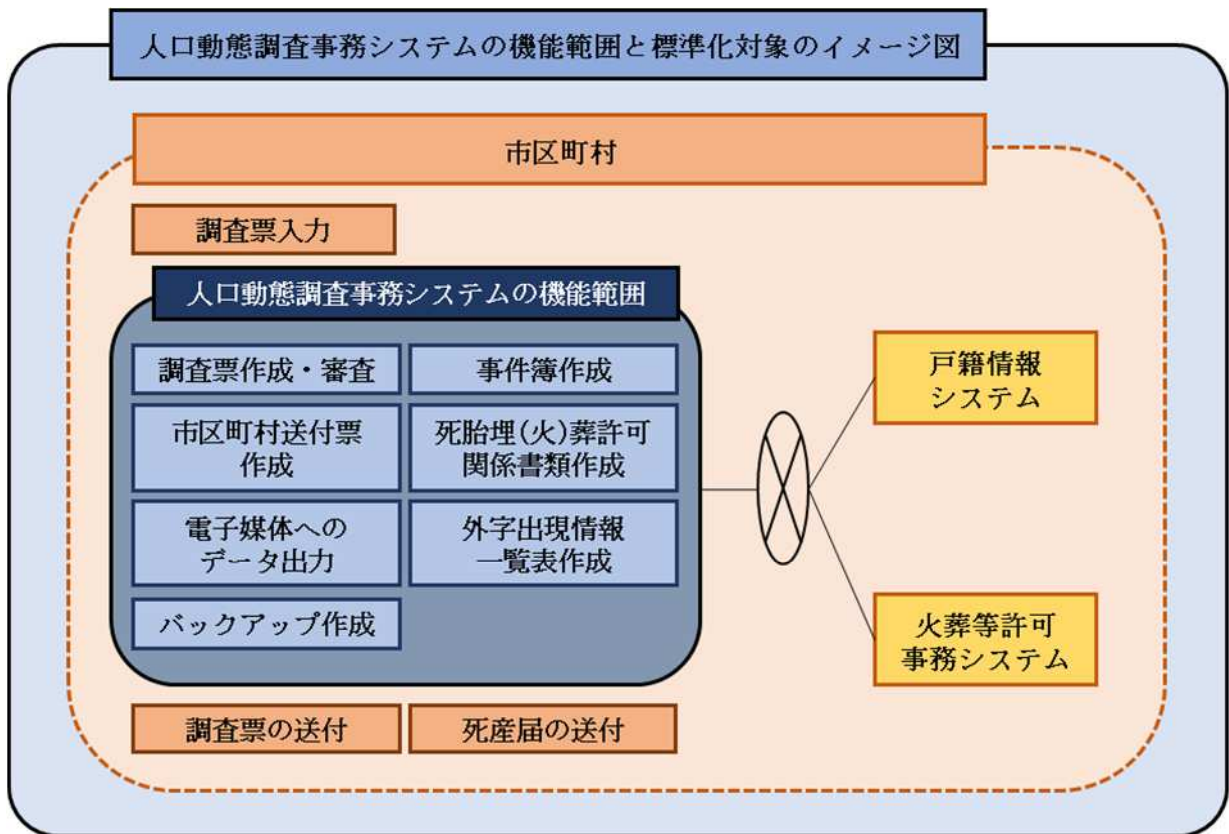 人口動態調査事務システムの機能範囲と標準化対象のイメージ図
市区町村
調査票入力
人口動態調査事務システムの機能範囲
調査票作成・審査
事件簿作成
市区町村送付票
作成
死胎埋(火)葬許可
関係書類作成
電子媒体への
データ出力
外字出現情報
一覧表作成
バックアップ作成
戸籍情報
システム
火葬等許可
事務システム
調査票の送付
死産届の送付